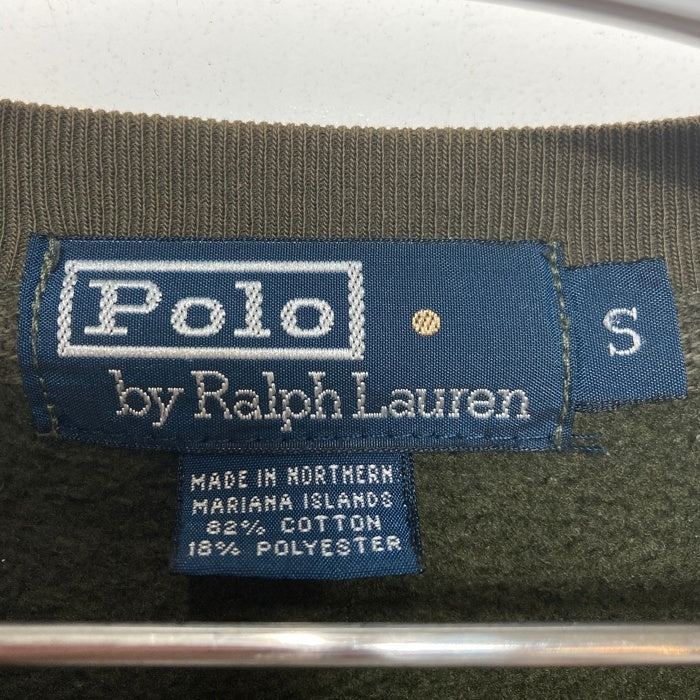 Polo
by Ralph Lauren
S
MADE IN NORTHERN
MARIANA ISLANDS
82% COTTON
18% POLYESTER